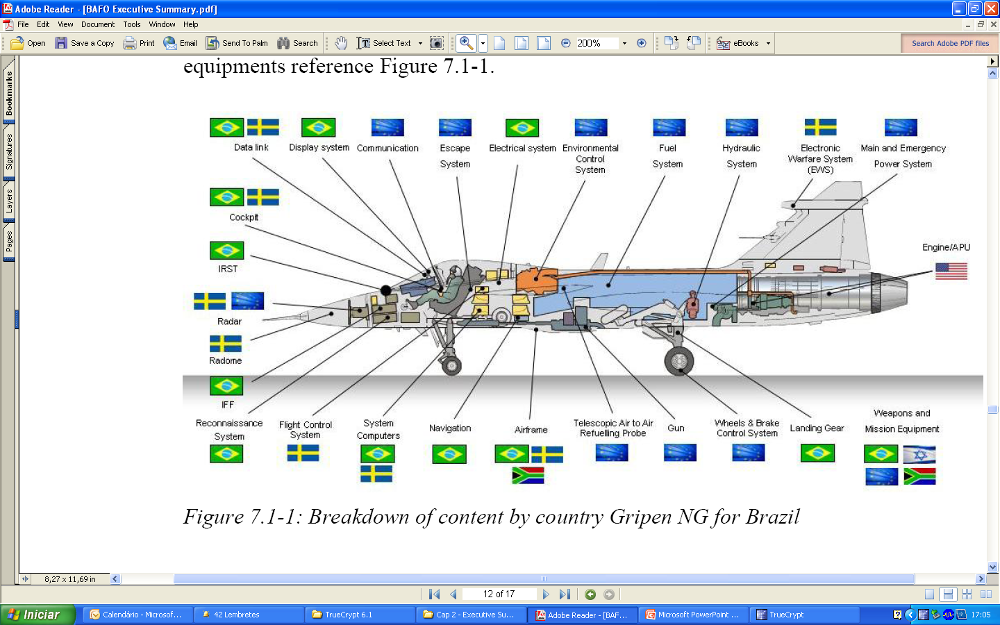 Adobe Reader - [BAFO Executive Summary.pdf]
File Edit View Document Tools Window Help
Open Save a Copy Print Email Send To Palm Search Select Text 200% eBooks Search Adobe PDF files
Bookmarks
Signatures
Layers
Pages
equipments reference Figure 7.1-1.
Data link
Display system
Communication
Escape
System
Electrical system
Environmental
Control
System
Fuel
System
Hydraulic
System
Electronic
Warfare System
(EWS)
Main and Emergency
Power System
Cockpit
IRST
Radar
Radome
IFF
Engine/APU
Reconnaissance
System
Flight Control
System
System
Computers
Navigation
Airframe
Telescopic Air to Air
Refuelling Probe
Gun
Wheels & Brake
Control System
Landing Gear
Weapons and
Mission Equipment
Figure 7.1-1: Breakdown of content by country Gripen NG for Brazil
8,27 x 11,69 in
12 of 17
Iniciar Calendário - Microsof... 42 Lembretes TrueCrypt 6.1 Cap 2 - Executive Su... Adobe Reader - [BAF... Microsoft PowerPoint ... TrueCrypt 17:05